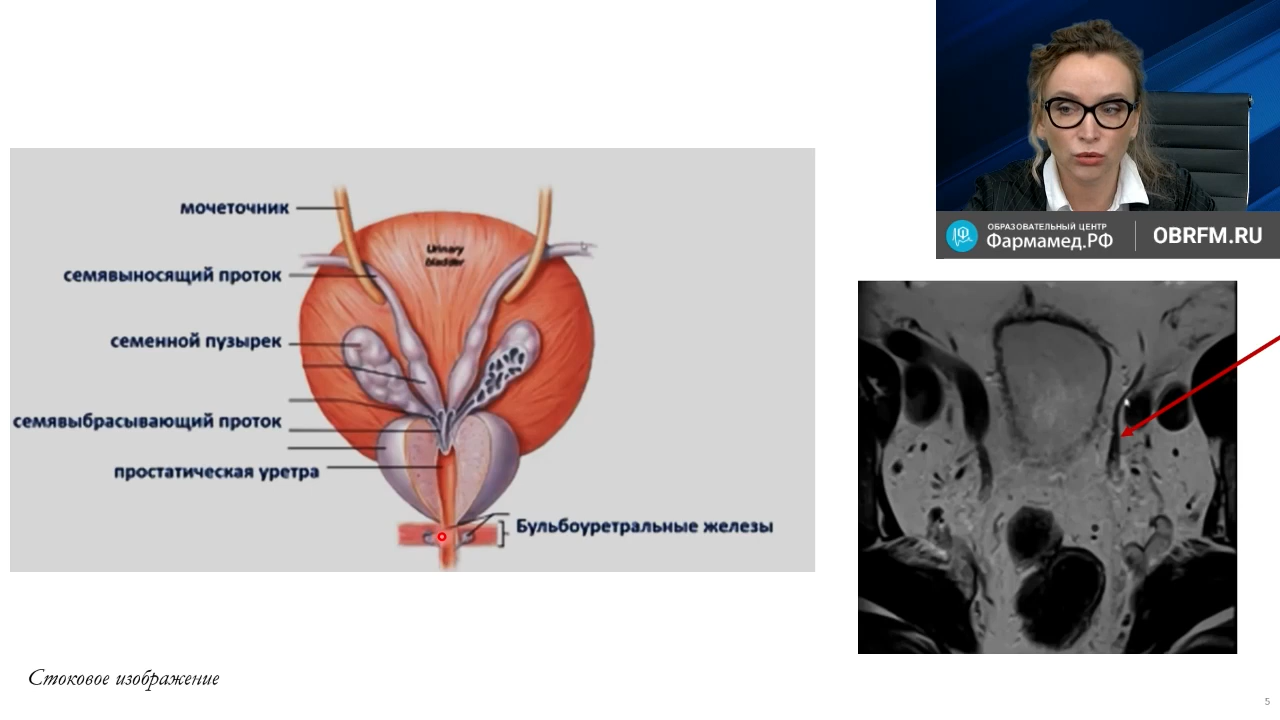 ОБРАЗОВАТЕЛЬНЫЙ ЦЕНТР
Фармамед.РФ
OBRFM.RU
мочеточник
Urinary
bladder
семявыносящий проток
семенной пузырек
семявыбрасывающий проток
простатическая уретра
Бульбоуретральные железы
Стоковое изображение
5